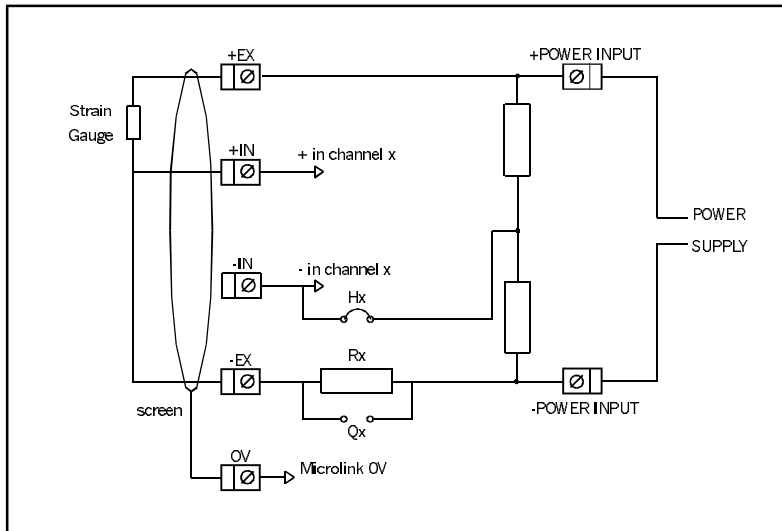 +EX
+POWER INPUT
Strain
Gauge
+IN
+ in channel x
POWER
SUPPLY
-IN
- in channel x
Hx
-EX
Rx
screen
Qx
-POWER INPUT
0V
Microlink 0V